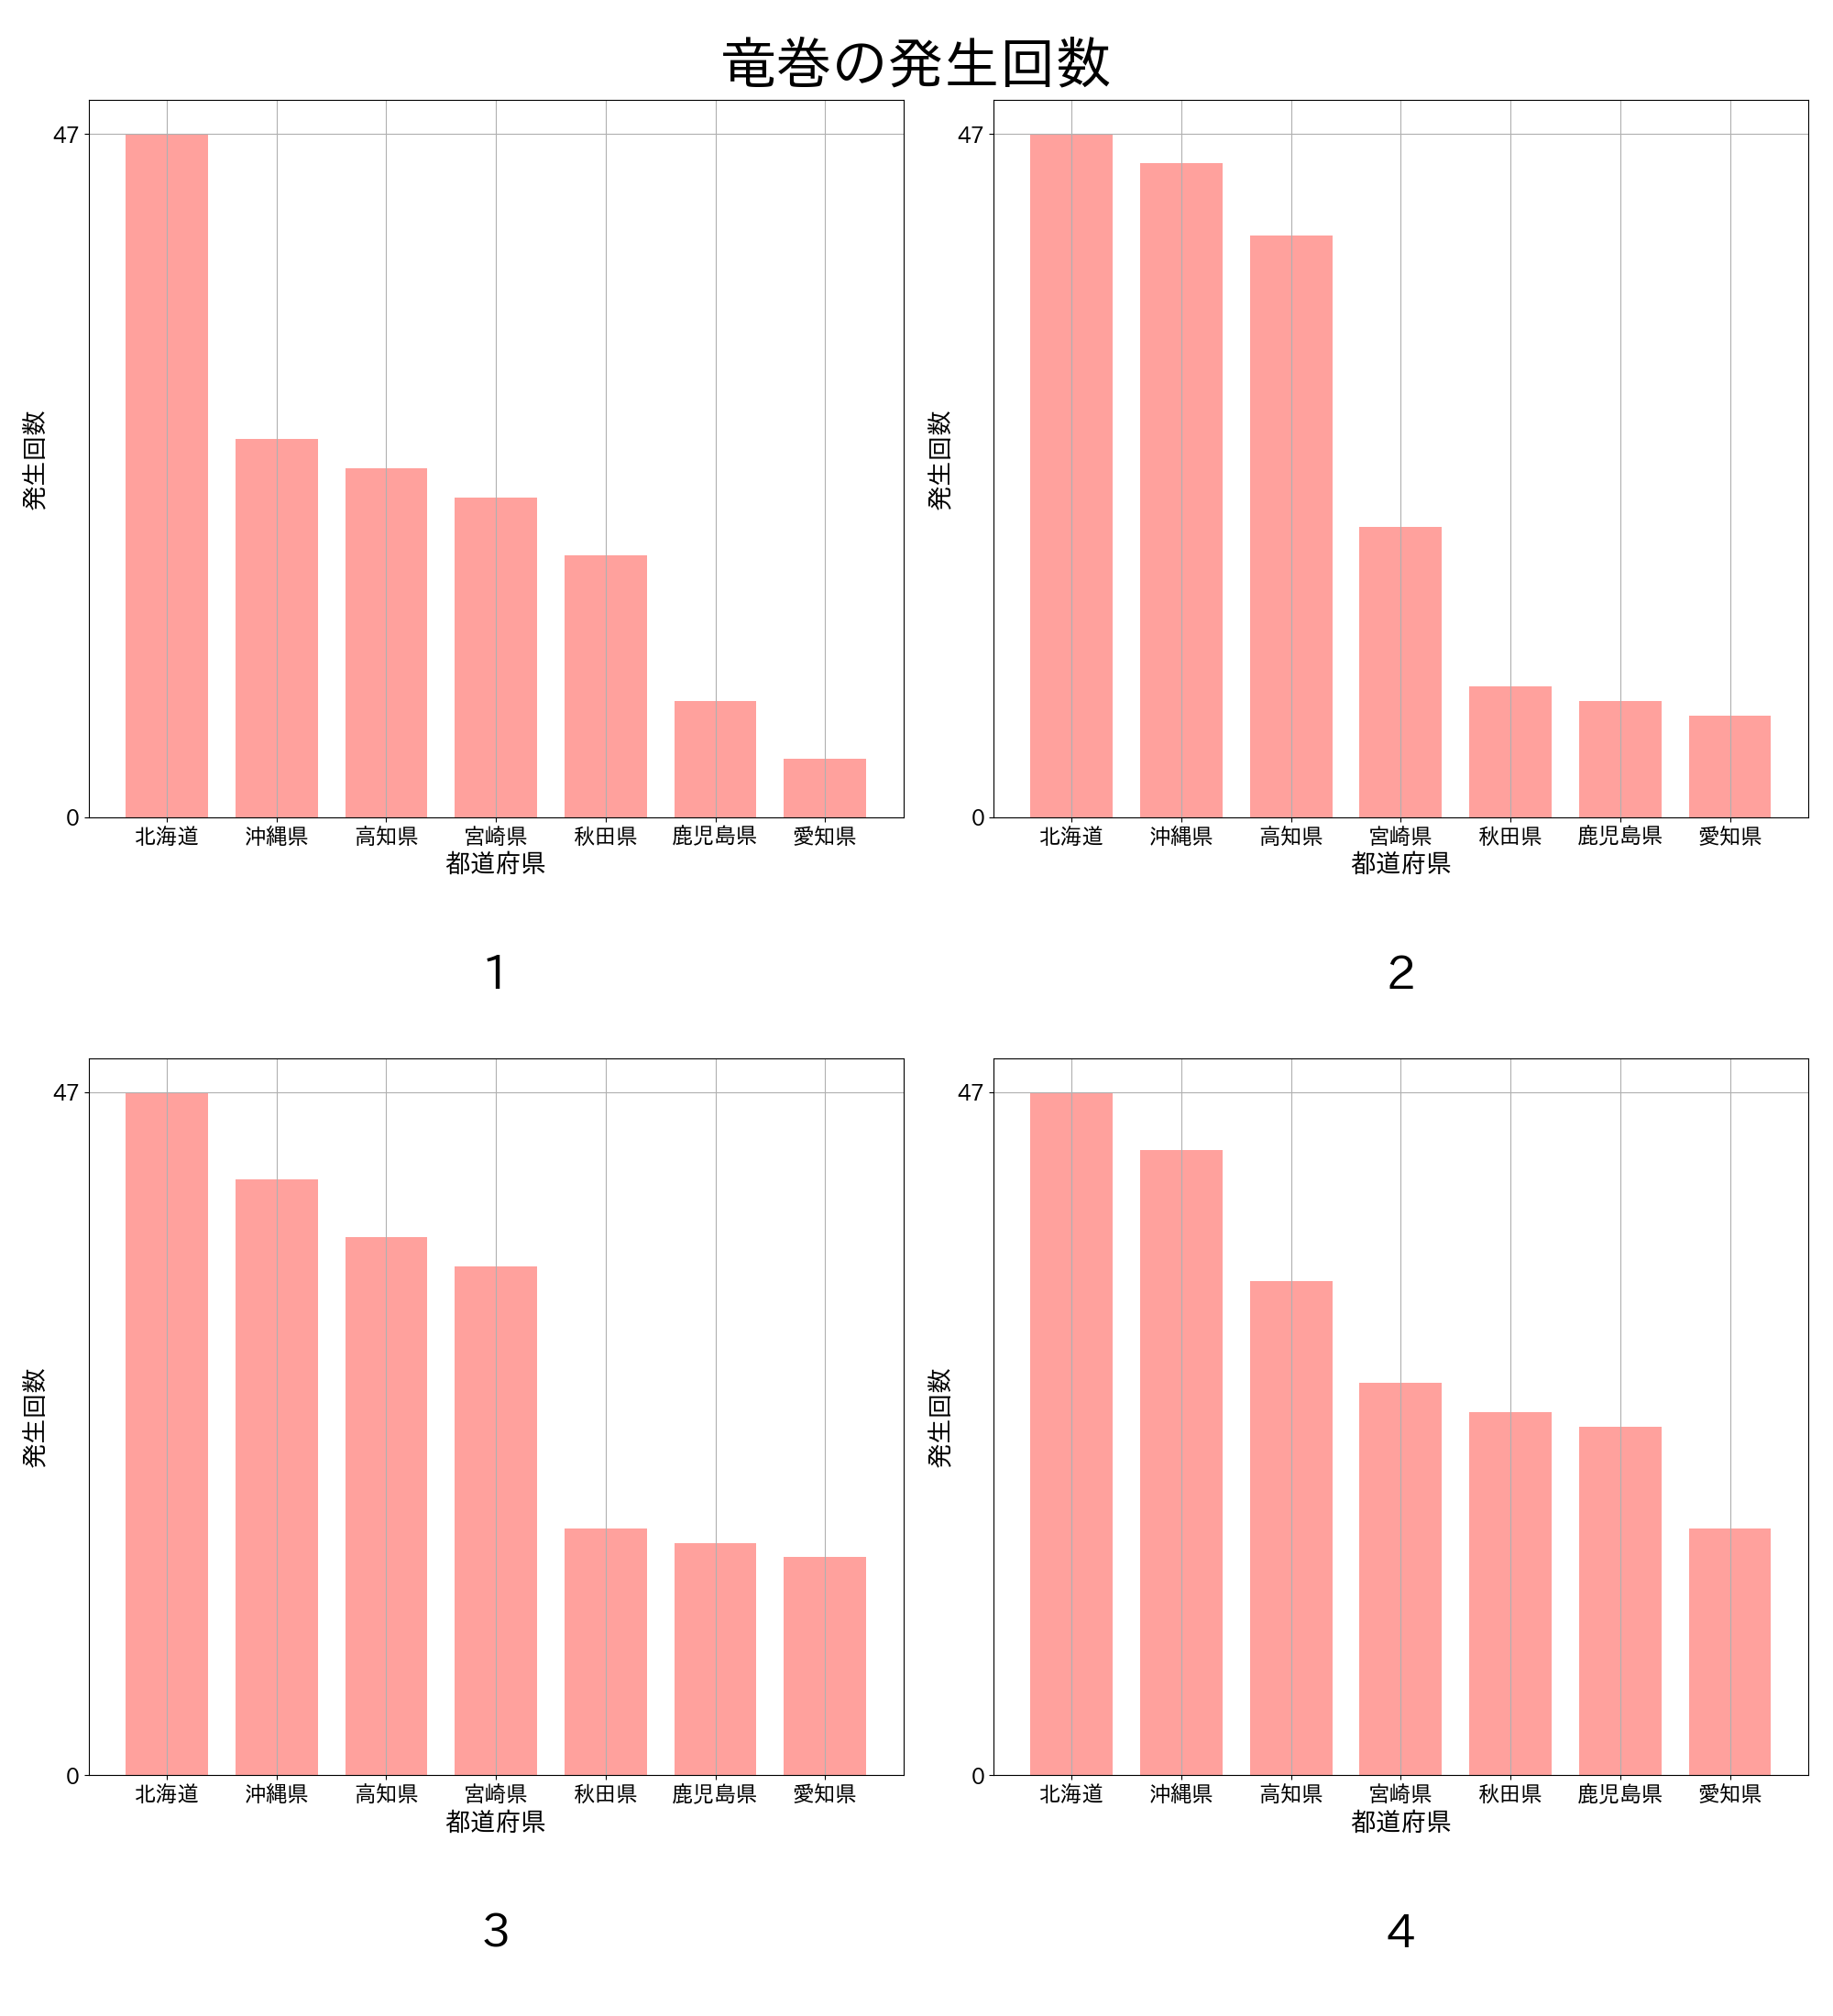 竜巻の発生回数
47
発生回数
0
北海道 沖縄県 高知県 宮崎県 秋田県 鹿児島県 愛知県
都道府県
1
47
発生回数
0
北海道 沖縄県 高知県 宮崎県 秋田県 鹿児島県 愛知県
都道府県
2
47
発生回数
0
北海道 沖縄県 高知県 宮崎県 秋田県 鹿児島県 愛知県
都道府県
3
47
発生回数
0
北海道 沖縄県 高知県 宮崎県 秋田県 鹿児島県 愛知県
都道府県
4